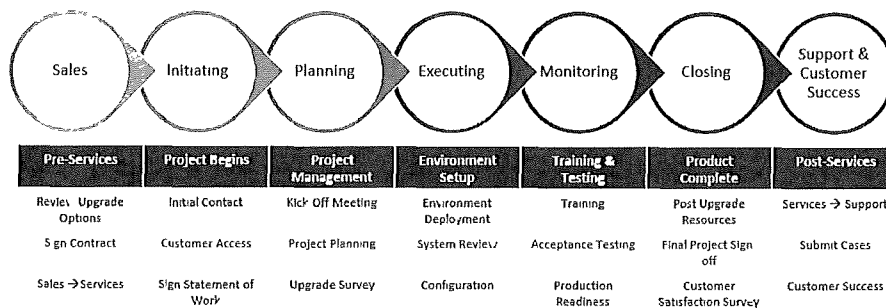 Sales
Initiating
Planning
Executing
Monitoring
Closing
Support &
Customer
Success
Pre-Services
Project Begins
Project
Management
Environment
Setup
Training &
Testing
Product
Complete
Post-Services
Review Upgrade
Options
Initial Contact
Kick Off Meeting
Environment
Deployment
Training
Post Upgrade
Resources
Services → Support
Sign Contract
Customer Access
Project Planning
System Review
Acceptance Testing
Final Project Sign
off
Submit Cases
Sales → Services
Sign Statement of
Work
Upgrade Survey
Configuration
Production
Readiness
Customer
Satisfaction Survey
Customer Success